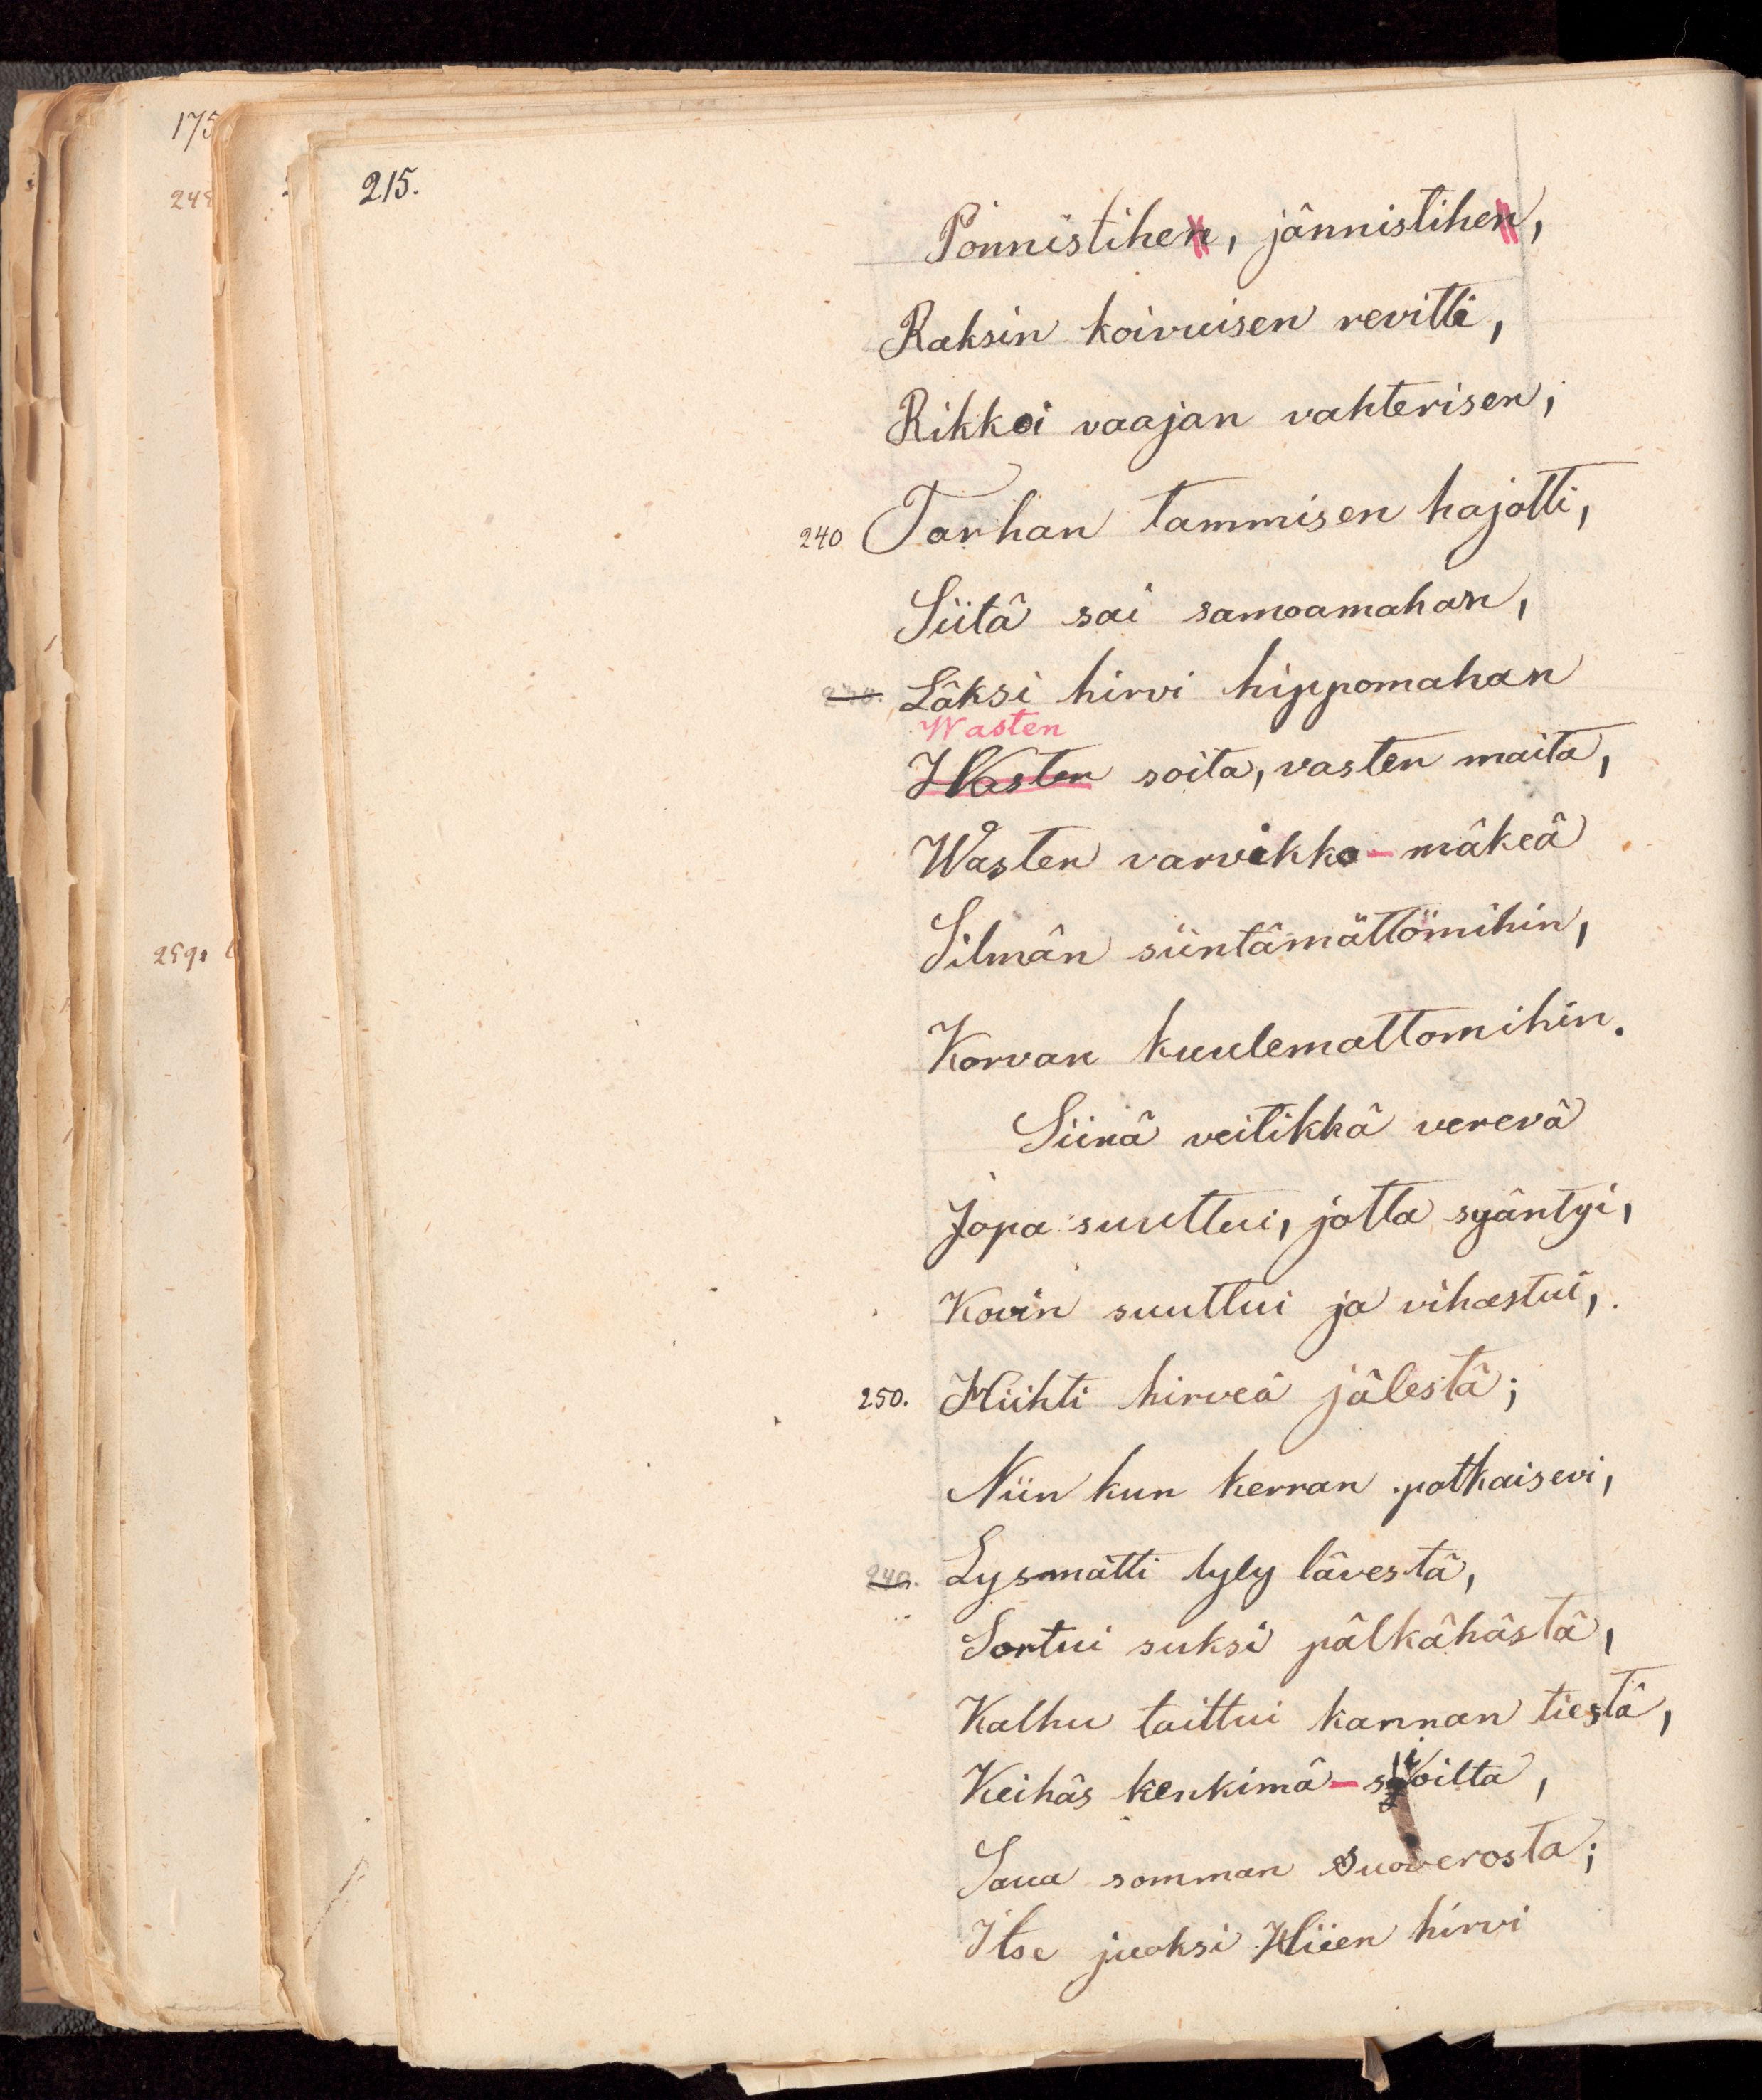 175
248
259.
215.
Ponnistihen, jännistihen,
Raksin koivuisen revitti,
Rikkoi vaajan vahterisen;
240 Tarhan tammisen hajotti,
Siitä sai samoamahan,
230. Läksi hirvi hippomahan
Wasten
Wasten soita, vasten maita,
Wasten varvikko-mäkeä
Silmän siintämättömihin,
Korvan kuulemattomihin.
Siinä veitikkä verevä
Jopa suuttui, jotta syäntyi,
Kovin suuttui ja vihastui,
250. Hiihti hirveä jälestä;
Niin kun kerran potkaisevi,
240. Lysmätti lyly lävestä,
Sortui suksi pälkähästä,
Kalhu taittui kannan tiestä,
Keihäs kenkimä-sioilta,
Saua somman suoverosta;
Itse juoksi Hiien hirvi